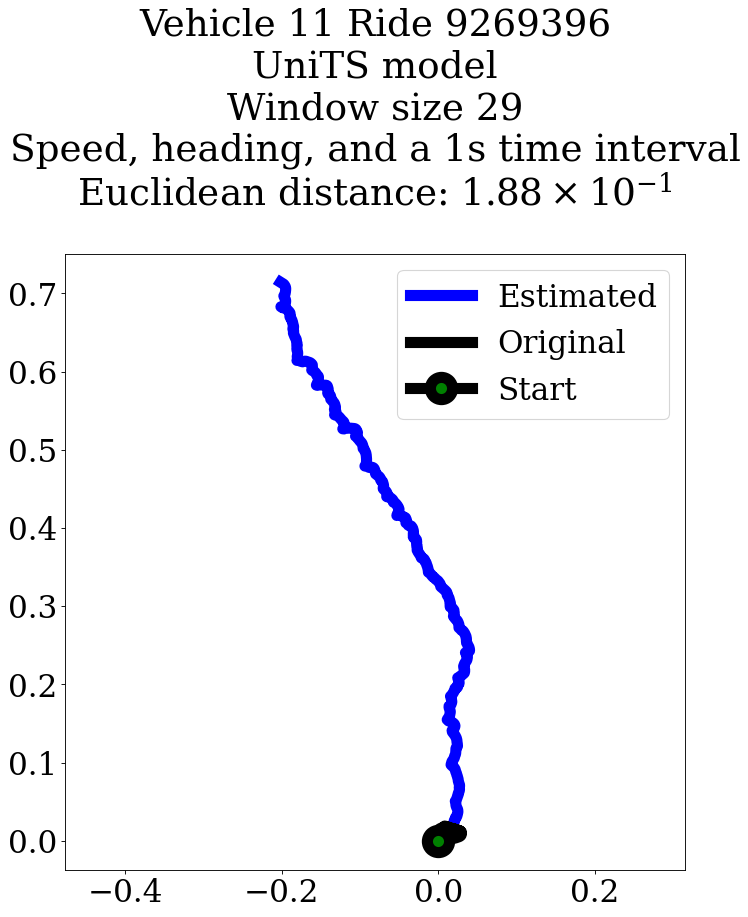 Vehicle 11 Ride 9269396
UniTS model
Window size 29
Speed, heading, and a 1s time interval
Euclidean distance: 1.88 × 10⁻¹
Estimated
Original
Start
0.7
0.6
0.5
0.4
0.3
0.2
0.1
0.0
−0.4 −0.2 0.0 0.2